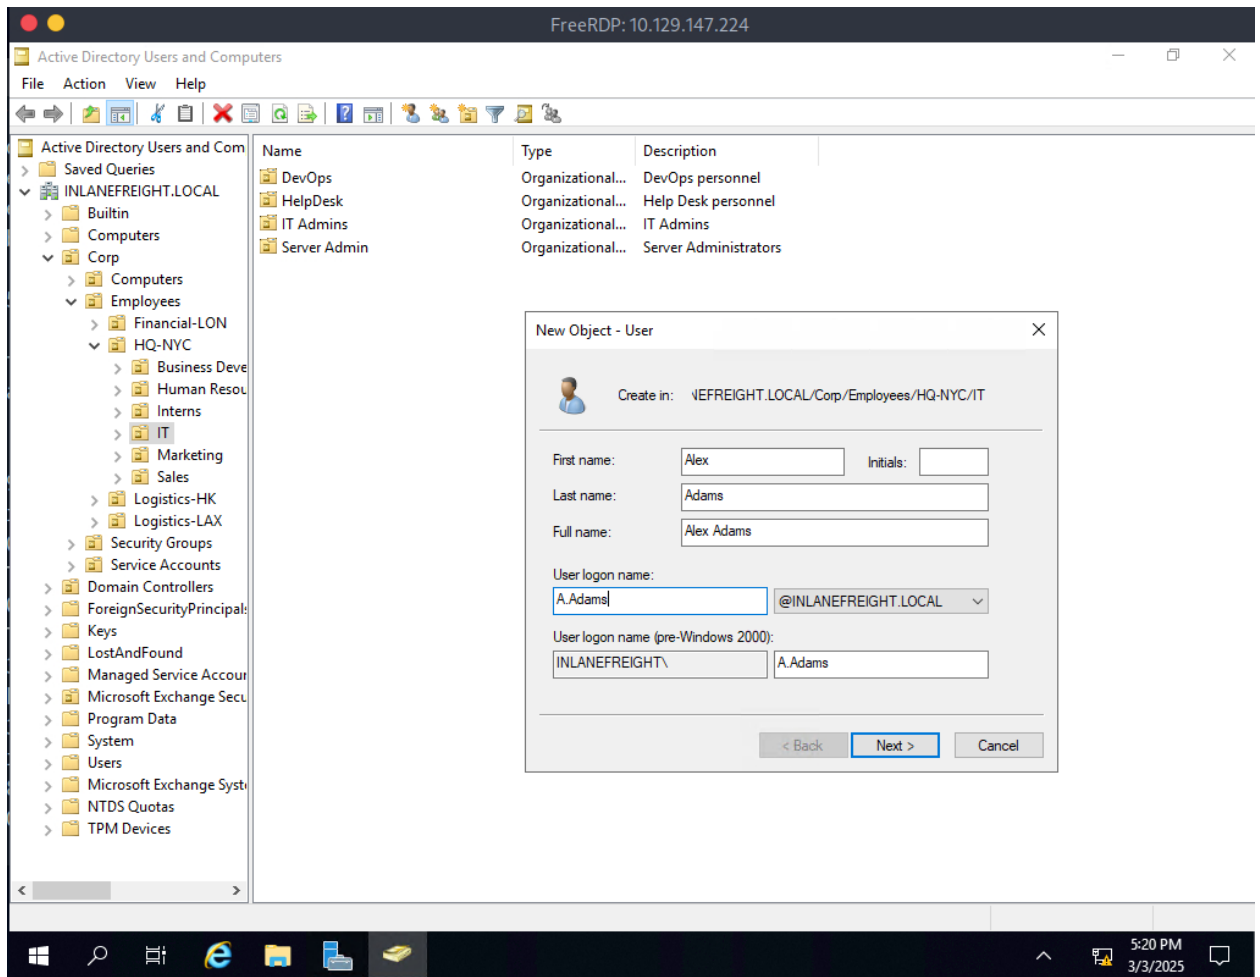 FreeRDP: 10.129.147.224
Active Directory Users and Computers
File Action View Help
Active Directory Users and Com
Saved Queries
INLANEFREIGHT.LOCAL
Builtin
Computers
Corp
Computers
Employees
Financial-LON
HQ-NYC
Business Deve
Human Resou
Interns
IT
Marketing
Sales
Logistics-HK
Logistics-LAX
Security Groups
Service Accounts
Domain Controllers
ForeignSecurityPrincipals
Keys
LostAndFound
Managed Service Accour
Microsoft Exchange Secu
Program Data
System
Users
Microsoft Exchange Syst
NTDS Quotas
TPM Devices
Name Type Description
DevOps Organizational... DevOps personnel
HelpDesk Organizational... Help Desk personnel
IT Admins Organizational... IT Admins
Server Admin Organizational... Server Administrators
New Object - User
Create in: NEFREIGHT.LOCAL/Corp/Employees/HQ-NYC/IT
First name: Alex Initials:
Last name: Adams
Full name: Alex Adams
User logon name:
A.Adams @INLANEFREIGHT.LOCAL
User logon name (pre-Windows 2000):
INLANEFREIGHT\ A.Adams
< Back Next > Cancel
5:20 PM
3/3/2025